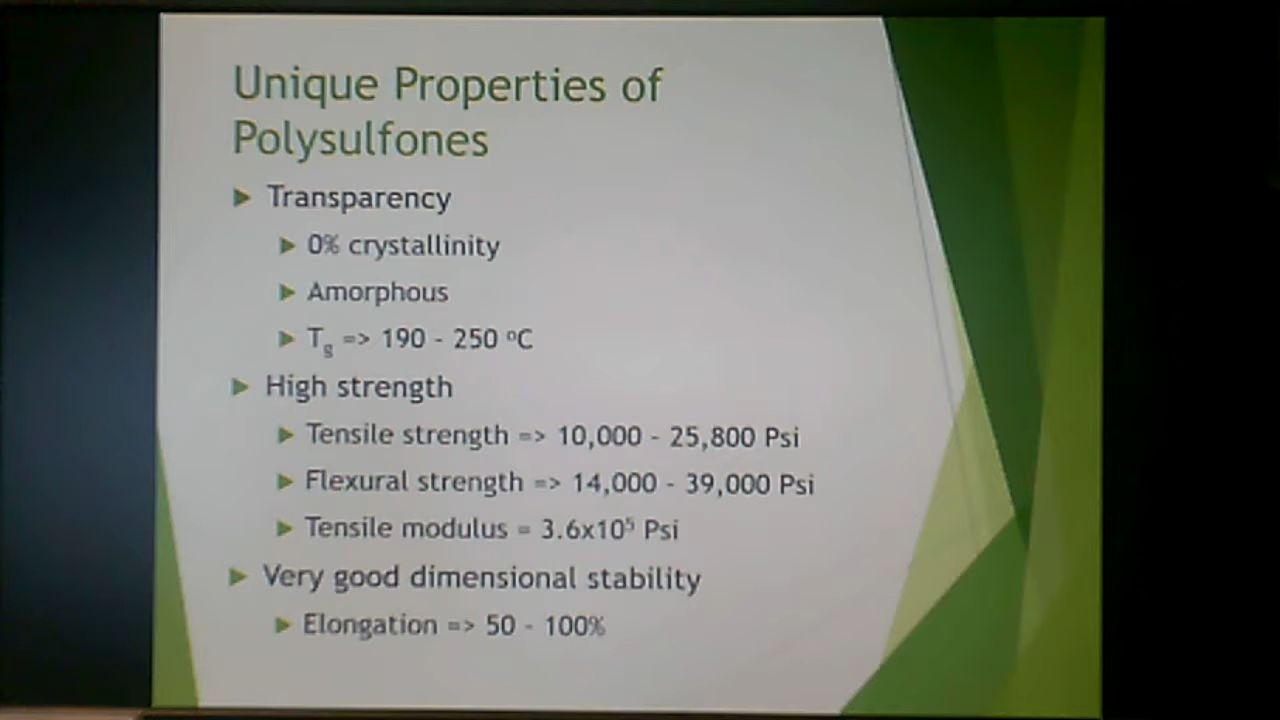 Unique Properties of
Polysulfones
Transparency
0% crystallinity
Amorphous
Tg => 190 - 250 ºC
High strength
Tensile strength => 10,000 - 25,800 Psi
Flexural strength => 14,000 - 39,000 Psi
Tensile modulus = 3.6x10⁵ Psi
Very good dimensional stability
Elongation => 50 - 100%